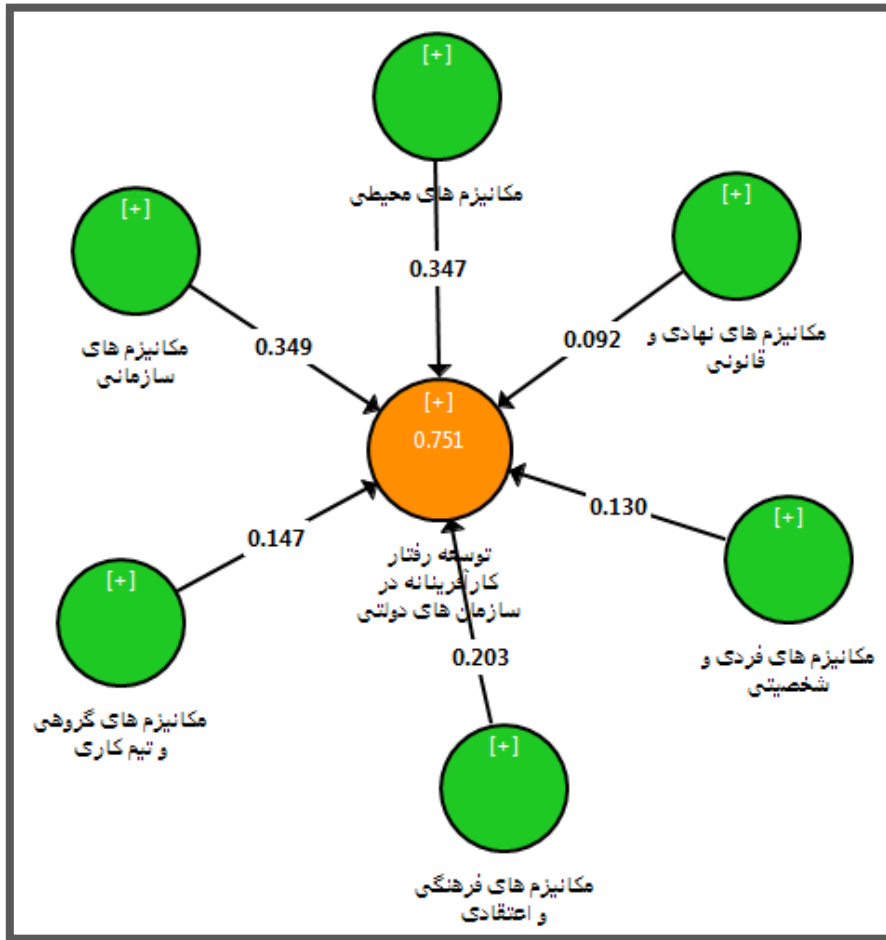 [+]
مکانیزم های محیطی
0.347
[+]
مکانیزم های نهادی و
قانونی
0.092
[+]
مکانیزم های
سازمانی
0.349
[+]
0.751
توسعه رفتار
کارآفرینانه در
سازمان های دولتی
[+]
مکانیزم های فردی و
شخصیتی
0.130
[+]
مکانیزم های گروهی
و تیم کاری
0.147
0.203
[+]
مکانیزم های فرهنگی
و اعتقادی